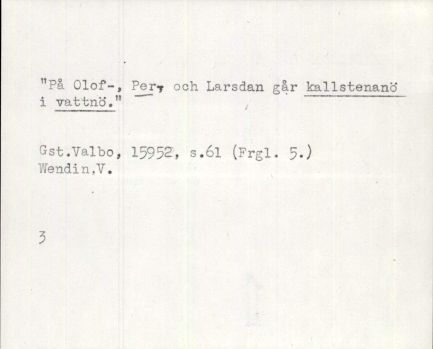 "På Olof-, Per, och Larsdan går kallstenanö
i vattnö."
Gst.Valbo, 15952, s.61 (Frgl. 5.)
Wendin,V.
3